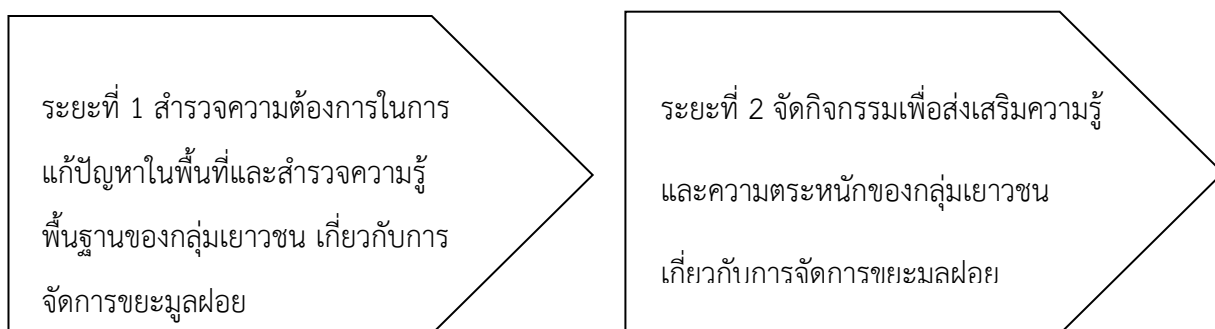 ระยะที่ 1 สำรวจความต้องการในการ
แก้ปัญหาในพื้นที่และสำรวจความรู้
พื้นฐานของกลุ่มเยาวชน เกี่ยวกับการ
จัดการขยะมูลฝอย
ระยะที่ 2 จัดกิจกรรมเพื่อส่งเสริมความรู้
และความตระหนักของกลุ่มเยาวชน
เกี่ยวกับการจัดการขยะมูลฝอย